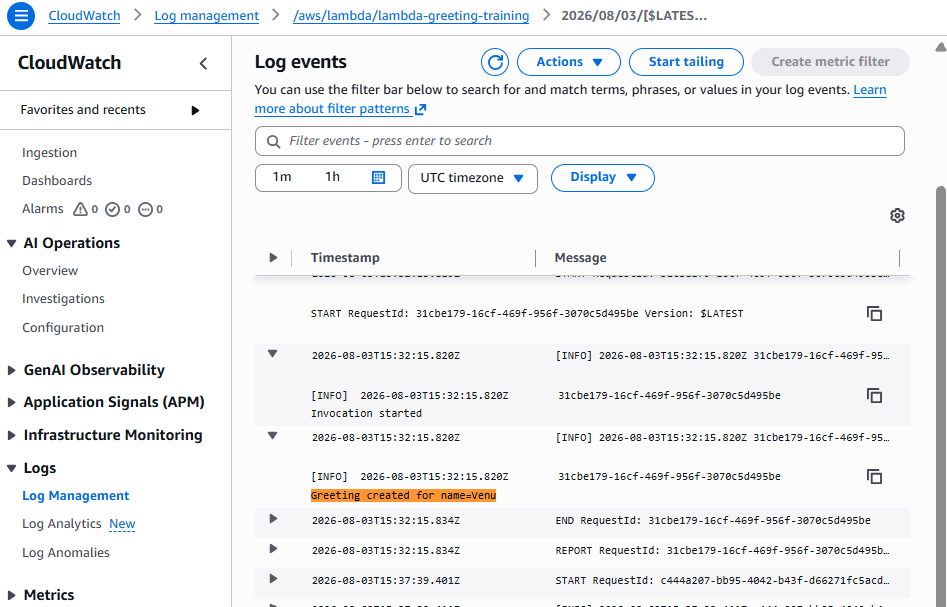 CloudWatch > Log management > /aws/lambda/lambda-greeting-training > 2026/08/03/[$LATES...
CloudWatch
Favorites and recents
Ingestion
Dashboards
Alarms 0 0 0
AI Operations
Overview
Investigations
Configuration
GenAI Observability
Application Signals (APM)
Infrastructure Monitoring
Logs
Log Management
Log Analytics New
Log Anomalies
Metrics
Log events
Actions
Start tailing
Create metric filter
You can use the filter bar below to search for and match terms, phrases, or values in your log events. Learn
more about filter patterns
Filter events - press enter to search
1m 1h UTC timezone Display
Timestamp Message
START RequestId: 31cbe179-16cf-469f-956f-3070c5d495be Version: $LATEST
2026-08-03T15:32:15.820Z [INFO] 2026-08-03T15:32:15.820Z 31cbe179-16cf-469f-95…
[INFO] 2026-08-03T15:32:15.820Z 31cbe179-16cf-469f-956f-3070c5d495be
Invocation started
2026-08-03T15:32:15.820Z [INFO] 2026-08-03T15:32:15.820Z 31cbe179-16cf-469f-95…
[INFO] 2026-08-03T15:32:15.820Z 31cbe179-16cf-469f-956f-3070c5d495be
Greeting created for name=Venu
2026-08-03T15:32:15.834Z END RequestId: 31cbe179-16cf-469f-956f-3070c5d495be
2026-08-03T15:32:15.834Z REPORT RequestId: 31cbe179-16cf-469f-956f-3070c5d495b…
2026-08-03T15:37:39.401Z START RequestId: c444a207-bb95-4042-b43f-d66271fc5acd…